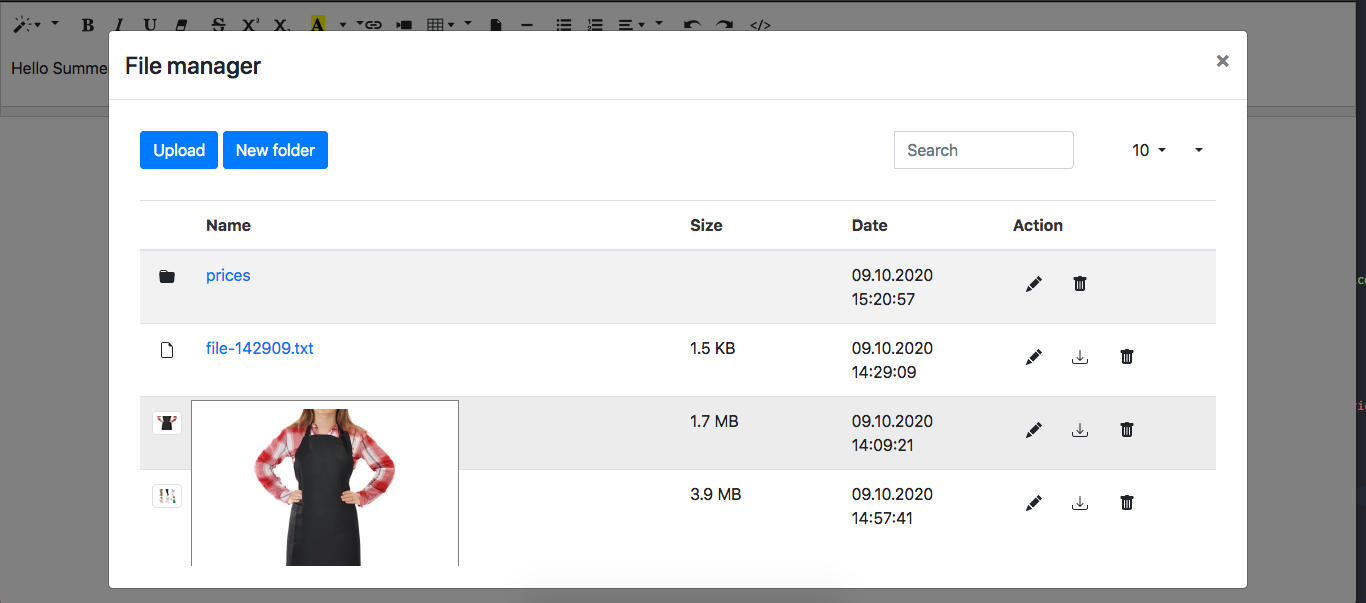 B I U S X² X₂ A </>
Hello Summe
File manager
×
Upload New folder Search 10
Name Size Date Action
prices 09.10.2020
15:20:57
file-142909.txt 1.5 KB 09.10.2020
14:29:09
1.7 MB 09.10.2020
14:09:21
3.9 MB 09.10.2020
14:57:41